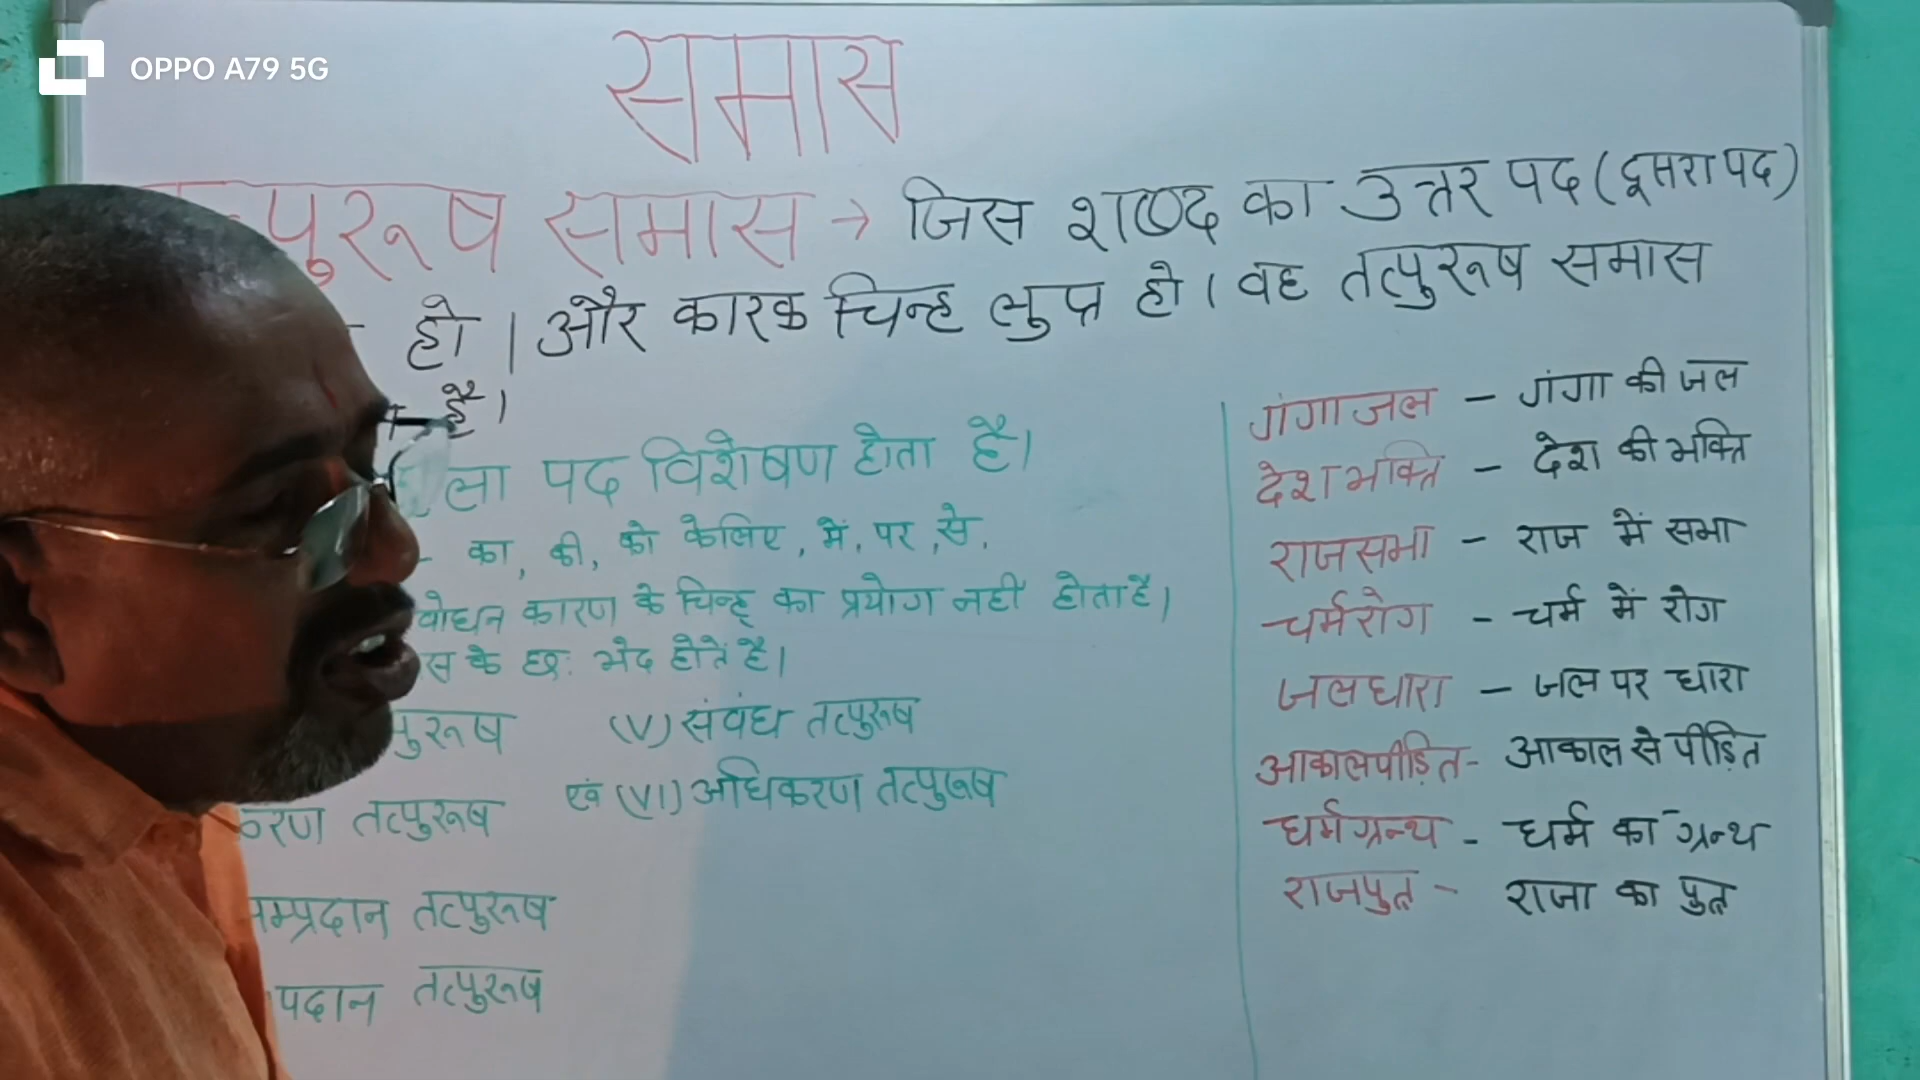 OPPO A79 5G
समास
पुरूष समास → जिस शब्द का उत्तर पद (दूसरा पद)
हो । और कारक चिन्ह लुप्त हो । वह तत्पुरूष समास
है ।
ला पद विशेषण होता है ।
- का, की, को केलिए, में, पर, से,
वोधन कारण के चिन्ह् का प्रयोग नही होता है ।
स के छः भेद होतें है ।
पुरूष (V) संवंध तत्पुरूष
करण तत्पुरूष एवं (VI) अधिकरण तत्पुरूष
म्प्रदान तत्पुरूष
पदान तत्पुरूष
गंगाजल - गंगा की जल
देशभक्ति - देश की भक्ति
राजसभा - राज में सभा
चर्मरोग - चर्म में रोग
जलधारा - जल पर धारा
आकालपीड़ित - आकाल से पीड़ित
धर्मग्रन्थ - धर्म का ग्रन्थ
राजपुत्र - राजा का पुत्र